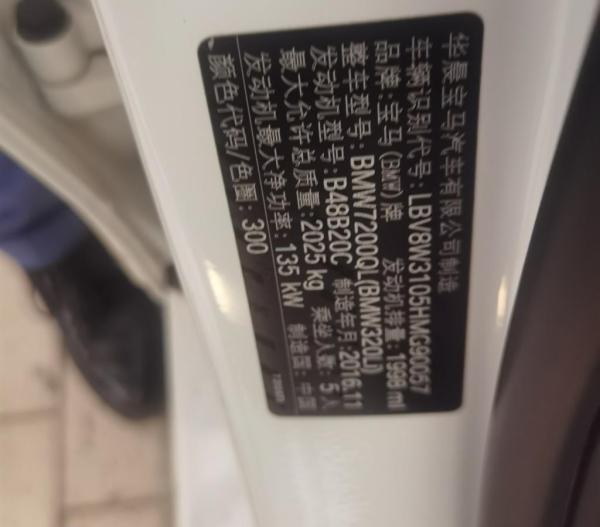 华晨宝马汽车有限公司制造
车辆识别代号: LBV8W3105HMG90057
品牌: 宝马 (BMW) 牌 发动机排量: 1998 ml
整车型号: BMW7200QL(BMW320Li)
发动机型号: B48B20C 制造年月: 2016.11
最大允许总质量: 2025 kg 乘坐人数: 5人
发动机最大净功率: 135 kW 制造国: 中国
颜色代码/色圈: 300